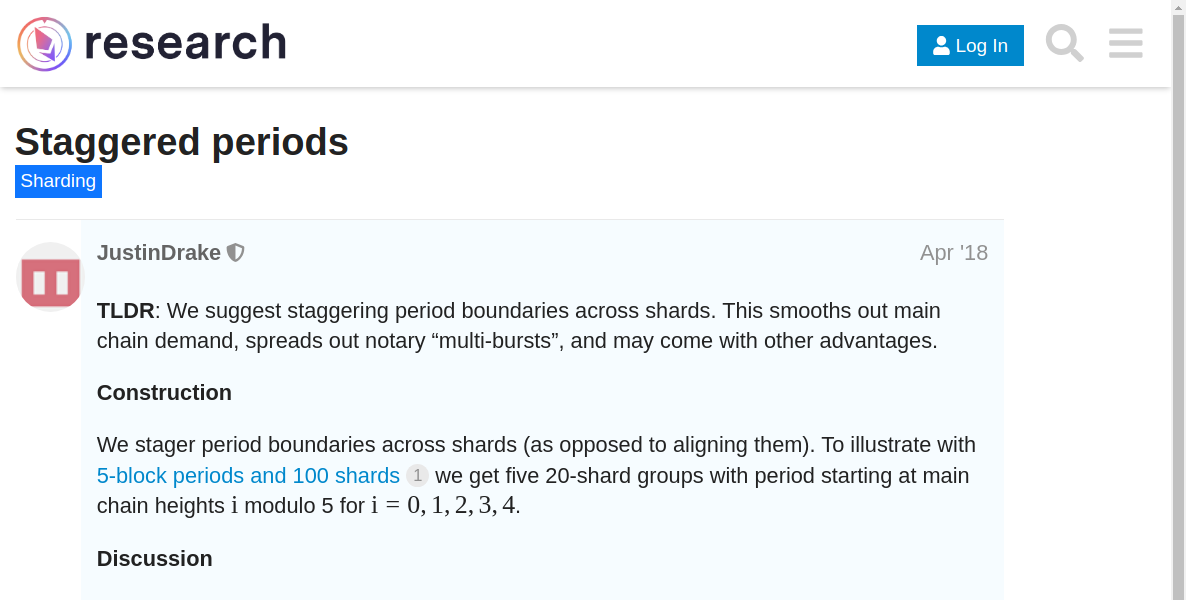 research
Log In
Staggered periods
Sharding
JustinDrake
Apr '18
TLDR: We suggest staggering period boundaries across shards. This smooths out main
chain demand, spreads out notary “multi-bursts”, and may come with other advantages.
Construction
We stager period boundaries across shards (as opposed to aligning them). To illustrate with
5-block periods and 100 shards 1 we get five 20-shard groups with period starting at main
chain heights i modulo 5 for i = 0, 1, 2, 3, 4.
Discussion